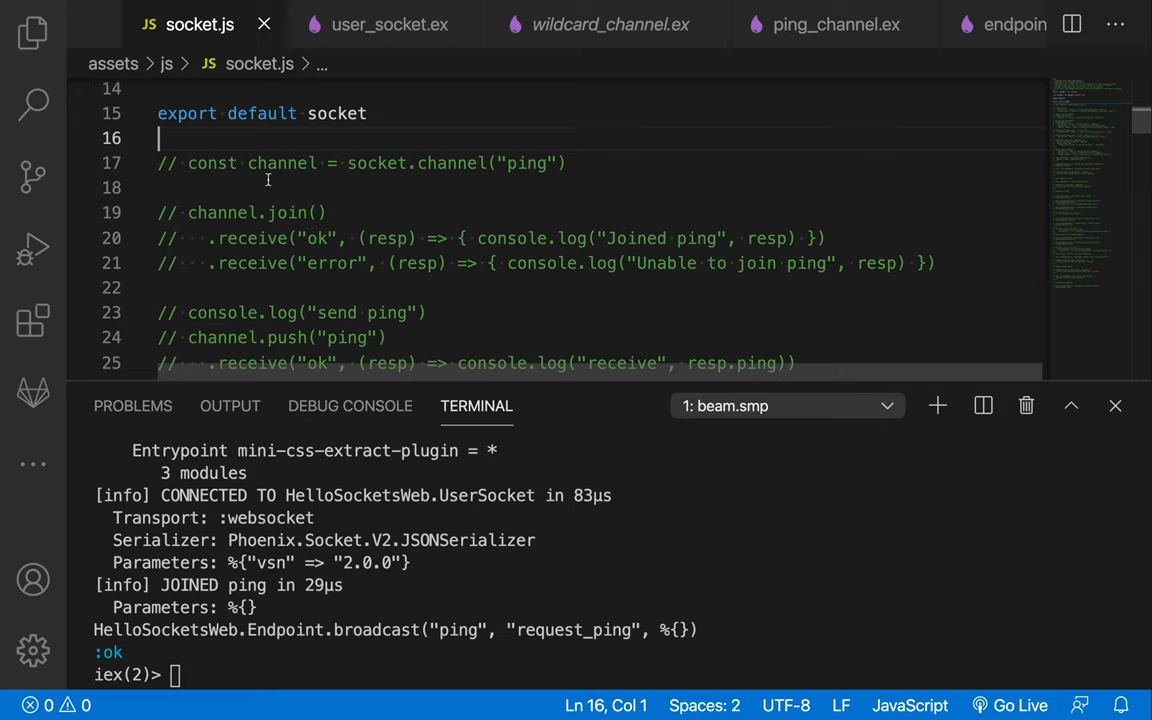 JS socket.js
user_socket.ex
wildcard_channel.ex
ping_channel.ex
endpoin
...
assets > js > JS socket.js > ...
14
15 export default socket
16
17 // const channel = socket.channel("ping")
18
19 // channel.join()
20 //   .receive("ok", (resp) => { console.log("Joined ping", resp) })
21 //   .receive("error", (resp) => { console.log("Unable to join ping", resp) })
22
23 // console.log("send ping")
24 // channel.push("ping")
25 //   .receive("ok", (resp) => console.log("receive", resp.ping))
PROBLEMS OUTPUT DEBUG CONSOLE TERMINAL 1: beam.smp
Entrypoint mini-css-extract-plugin = *
3 modules
[info] CONNECTED TO HelloSocketsWeb.UserSocket in 83µs
Transport: :websocket
Serializer: Phoenix.Socket.V2.JSONSerializer
Parameters: %{"vsn" => "2.0.0"}
[info] JOINED ping in 29µs
Parameters: %{}
HelloSocketsWeb.Endpoint.broadcast("ping", "request_ping", %{})
:ok
iex(2)>
0 0 Ln 16, Col 1 Spaces: 2 UTF-8 LF JavaScript Go Live